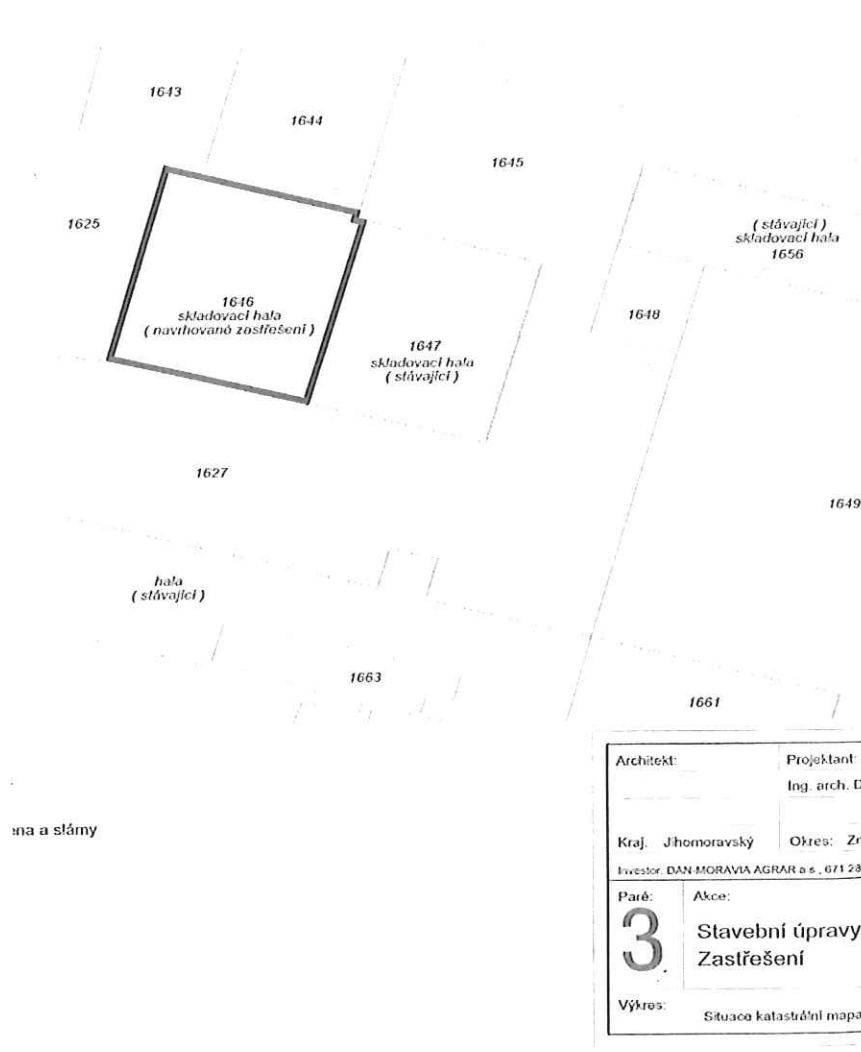 1643
1644
1645
1625
( stávající )
skladovací hala
1656
1646
skladovací hala
( navrhované zastřešení )
1648
1647
skladovací hala
( stávající )
1627
1649
hala
( stávající )
1663
1661
ena a slámy
Architekt:
Projektant:
Ing. arch. D
Kraj. Jihomoravský
Okres: Zn
Investor. DAN-MORAVIA AGRAR a.s., 671 28
Paré:
Akce:
3
Stavební úpravy
Zastřešení
Výkres:
Situace katastrální mapa